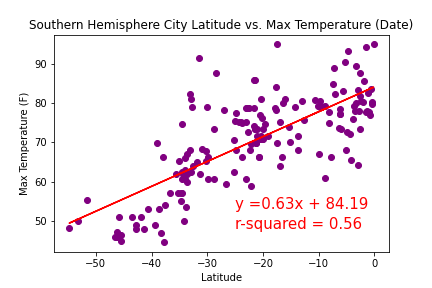 Southern Hemisphere City Latitude vs. Max Temperature (Date)
Max Temperature (F)
90
80
70
60
50
y =0.63x + 84.19
r-squared = 0.56
−50
−40
−30
−20
−10
0
Latitude